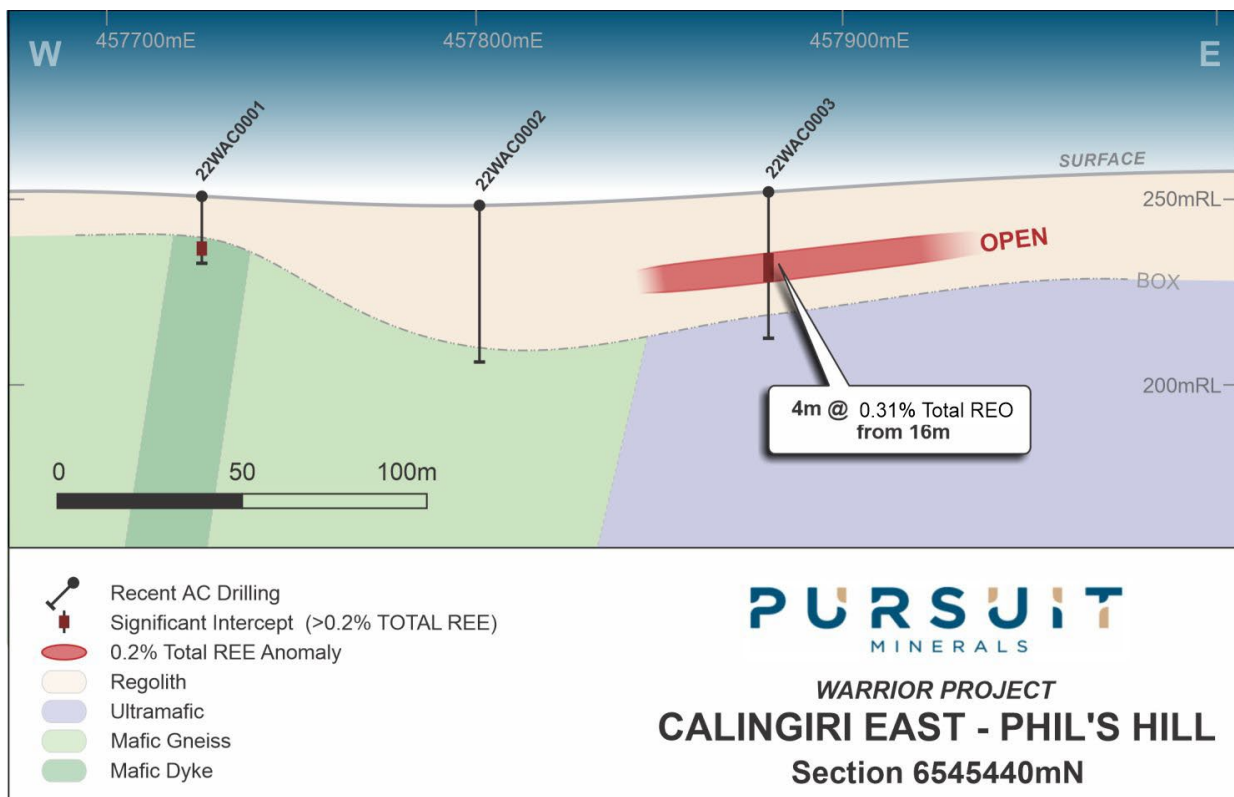 457700mE 457800mE 457900mE
W E
22WAC0001
22WAC0002
22WAC0003
SURFACE
250mRL
OPEN
BOX
200mRL
4m @ 0.31% Total REO
from 16m
0 50 100m
Recent AC Drilling
Significant Intercept (>0.2% TOTAL REE)
0.2% Total REE Anomaly
Regolith
Ultramafic
Mafic Gneiss
Mafic Dyke
PURSUIT
MINERALS
WARRIOR PROJECT
CALINGIRI EAST - PHIL'S HILL
Section 6545440mN